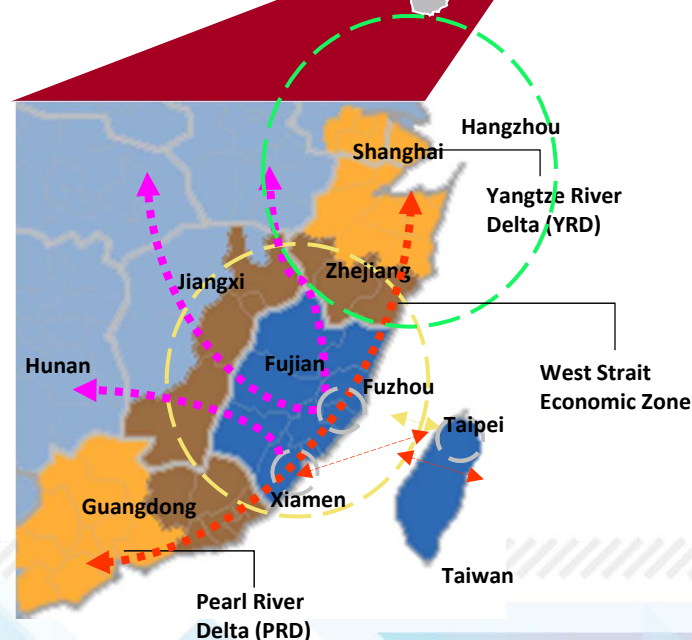 Hangzhou
Shanghai
Yangtze River
Delta (YRD)
Zhejiang
Jiangxi
Hunan
Fujian
Fuzhou
West Strait
Economic Zone
Taipei
Xiamen
Guangdong
Taiwan
Pearl River
Delta (PRD)